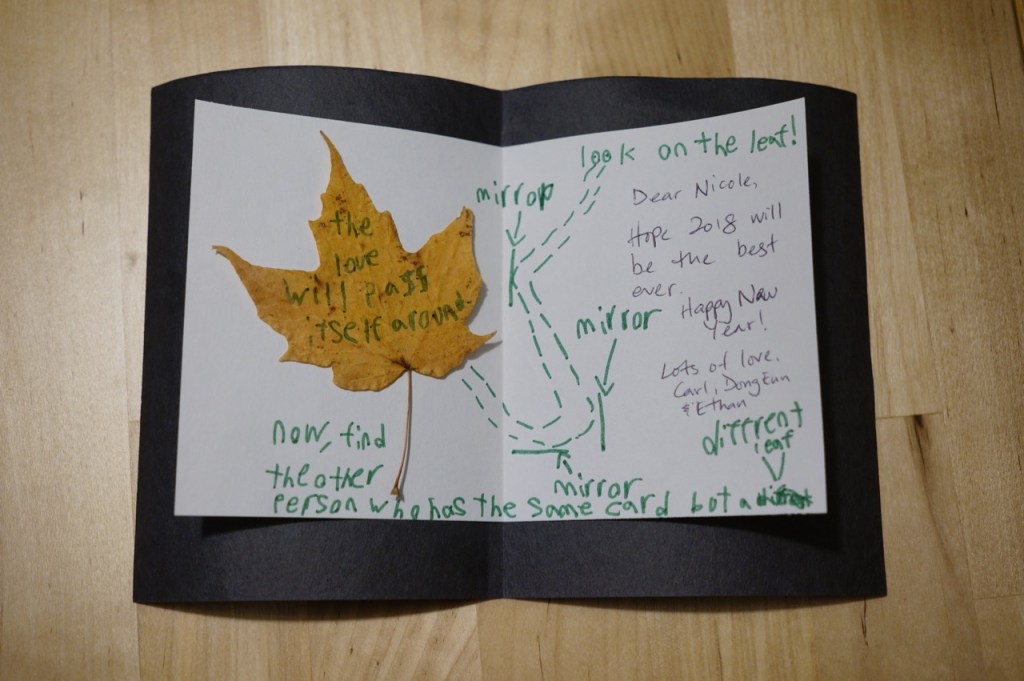 look on the leaf!
mirror
Dear Nicole,
Hope 2018 will
be the best
ever.
Happy New
Year!
Lots of love,
Carl, DongEun
& Ethan
the
love
will pass
itself around.
mirror
mirror
now, find
the other
person who has the same card but a
different
leaf